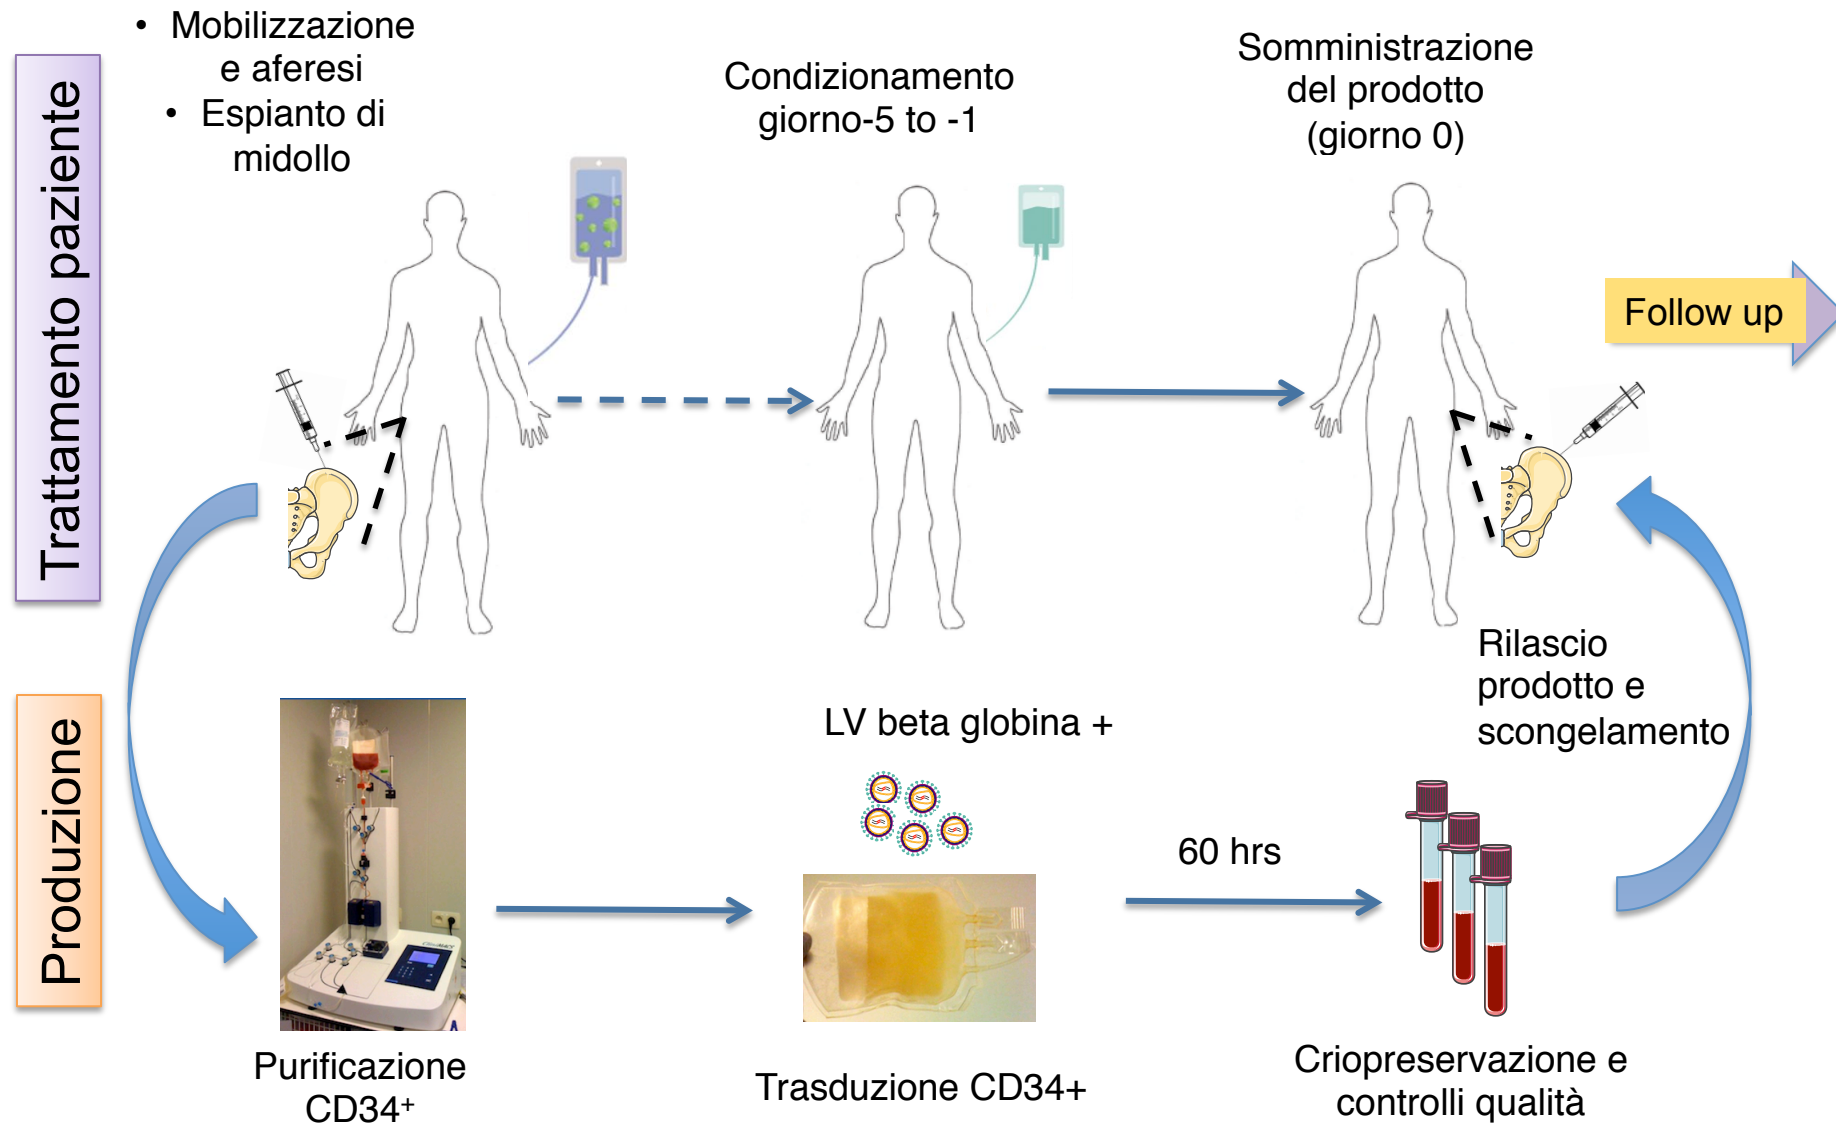 Trattamento paziente
• Mobilizzazione
e aferesi
• Espianto di
midollo
Condizionamento
giorno-5 to -1
Somministrazione
del prodotto
(giorno 0)
Follow up
Produzione
Purificazione
CD34⁺
LV beta globina +
Trasduzione CD34+
60 hrs
Rilascio
prodotto e
scongelamento
Criopreservazione e
controlli qualità
A